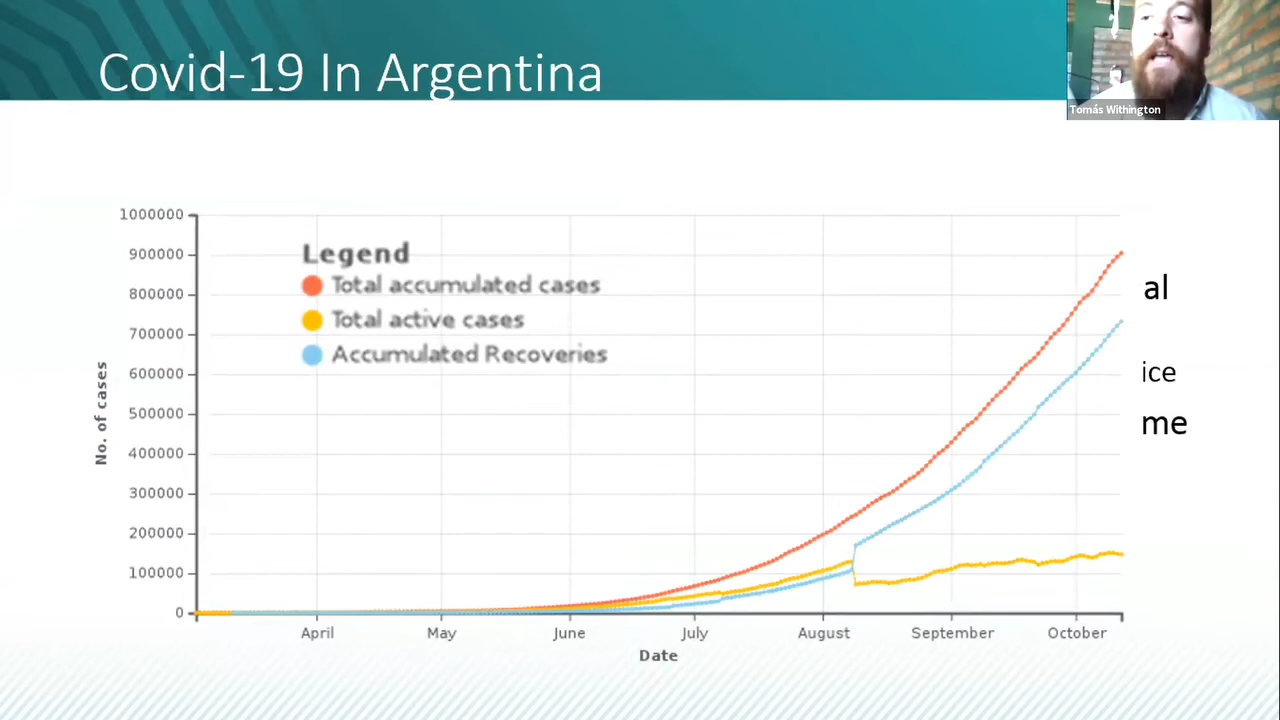 Covid-19 In Argentina
Tomás Withington
1000000
900000
800000
700000
600000
500000
400000
300000
200000
100000
0
No. of cases
Legend
Total accumulated cases
Total active cases
Accumulated Recoveries
al
ice
me
April May June July August September October
Date